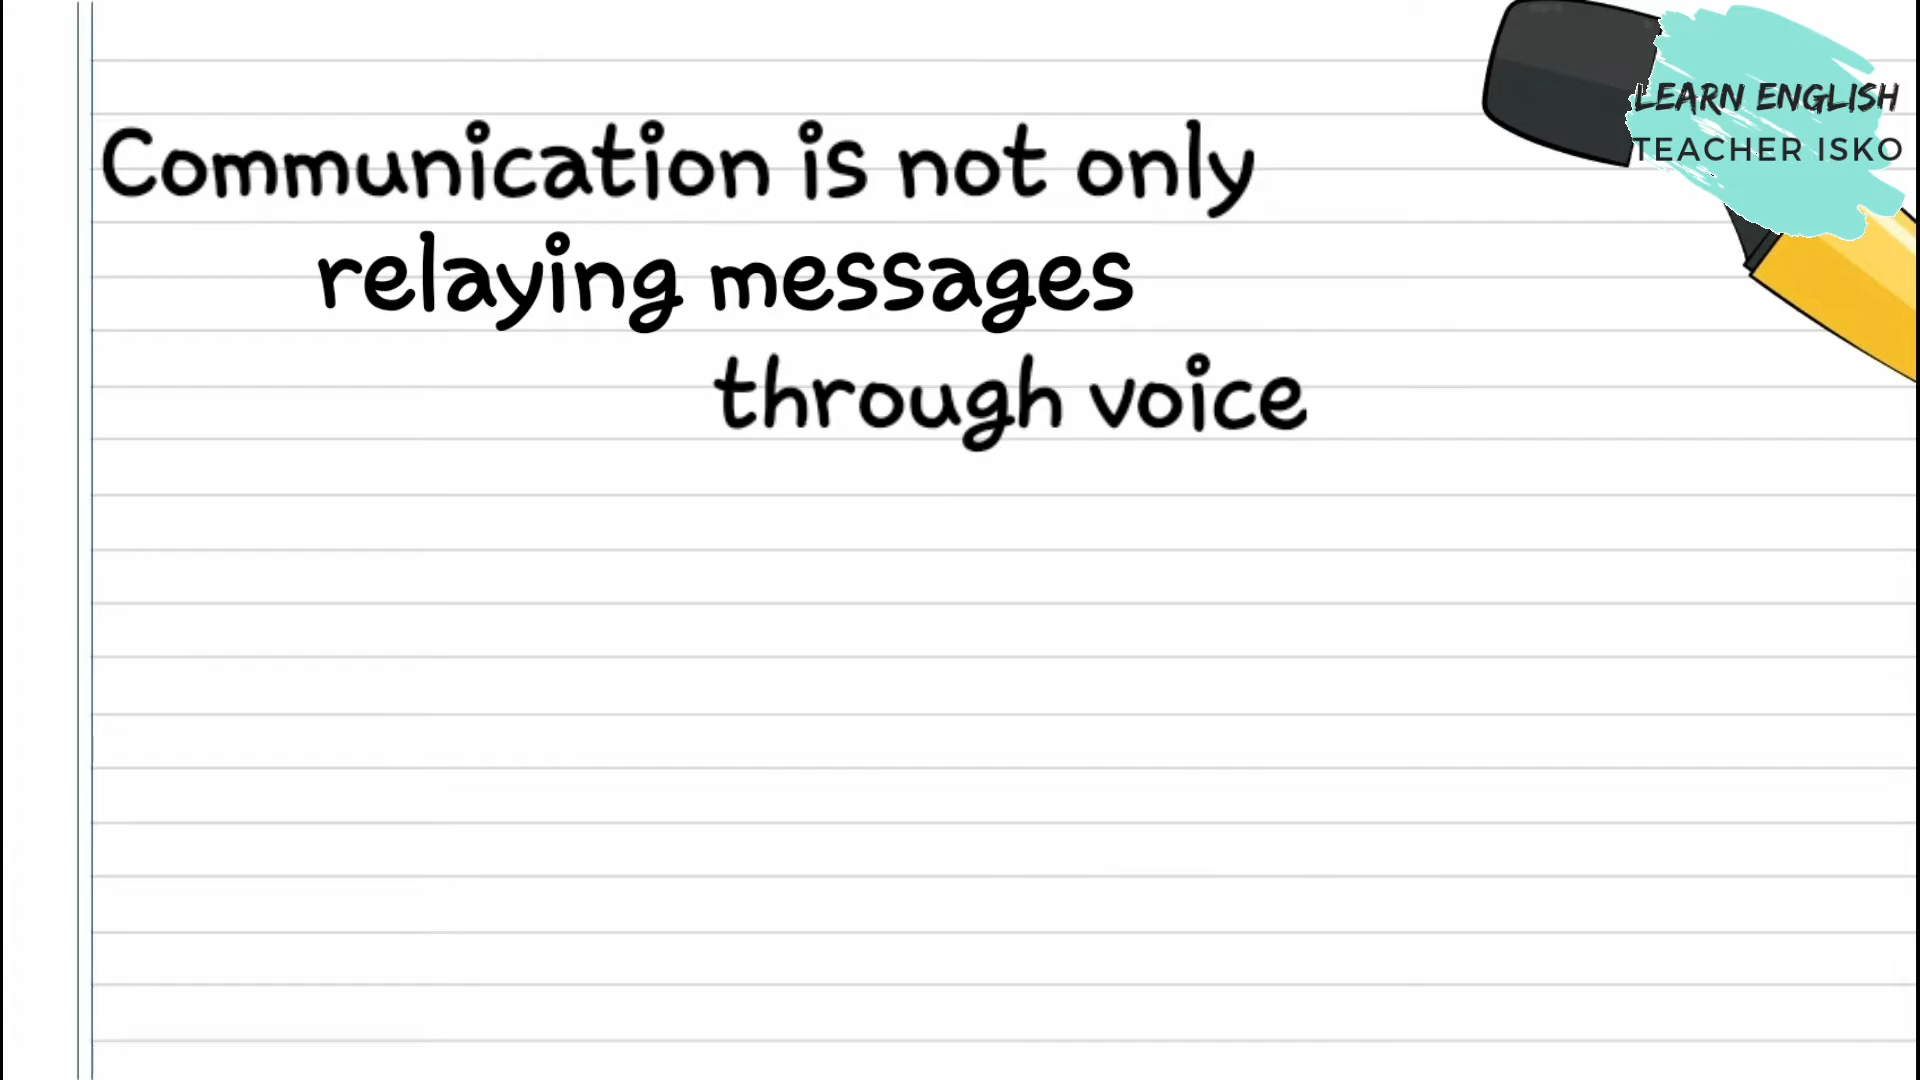 LEARN ENGLISH
TEACHER ISKO
Communication is not only
relaying messages
through voice